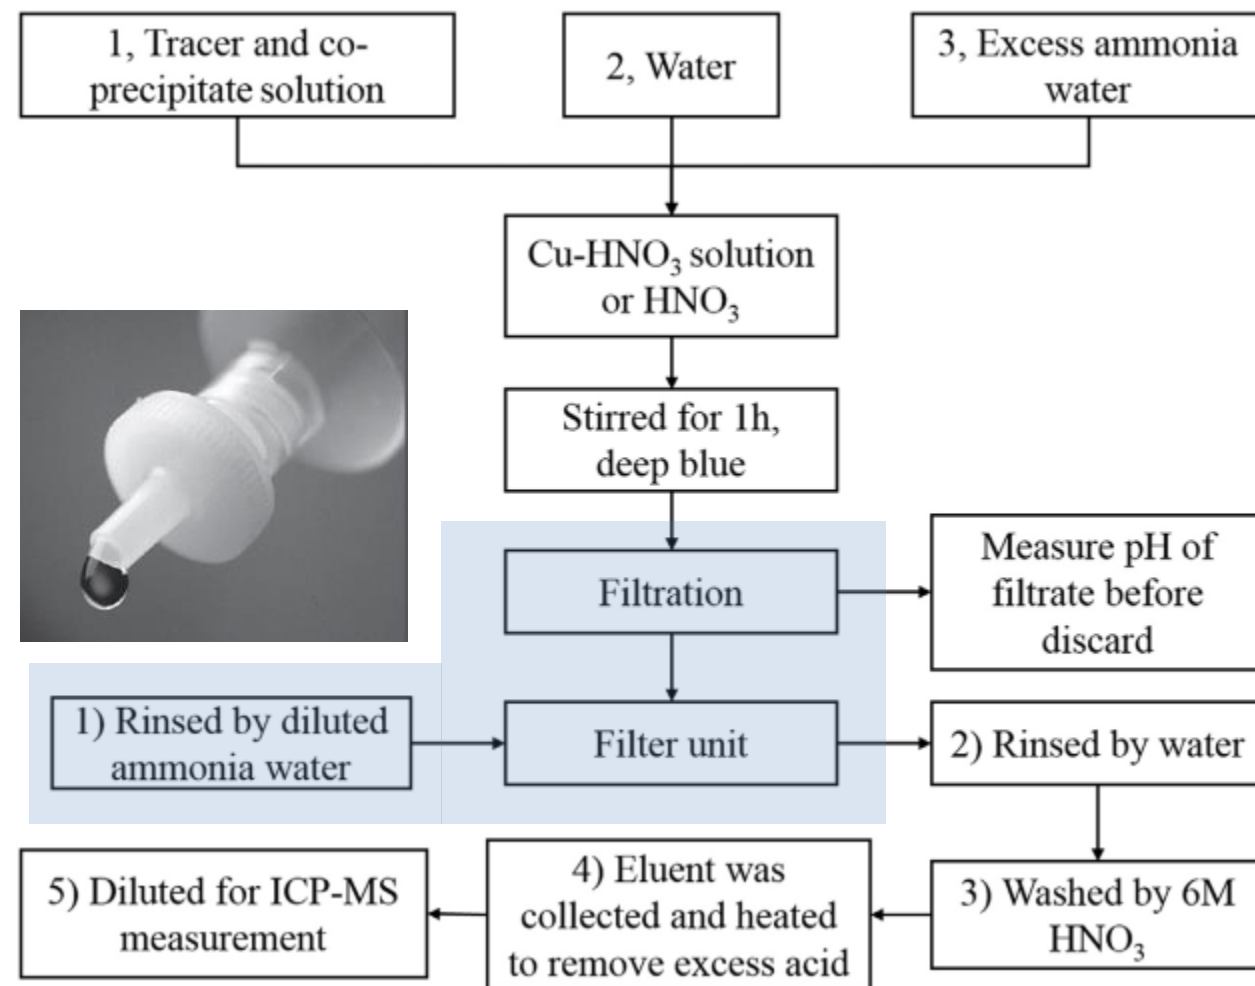 1, Tracer and co-
precipitate solution
2, Water
3, Excess ammonia
water
Cu-HNO₃ solution
or HNO₃
Stirred for 1h,
deep blue
Filtration
Measure pH of
filtrate before
discard
1) Rinsed by diluted
ammonia water
Filter unit
2) Rinsed by water
3) Washed by 6M
HNO₃
4) Eluent was
collected and heated
to remove excess acid
5) Diluted for ICP-MS
measurement